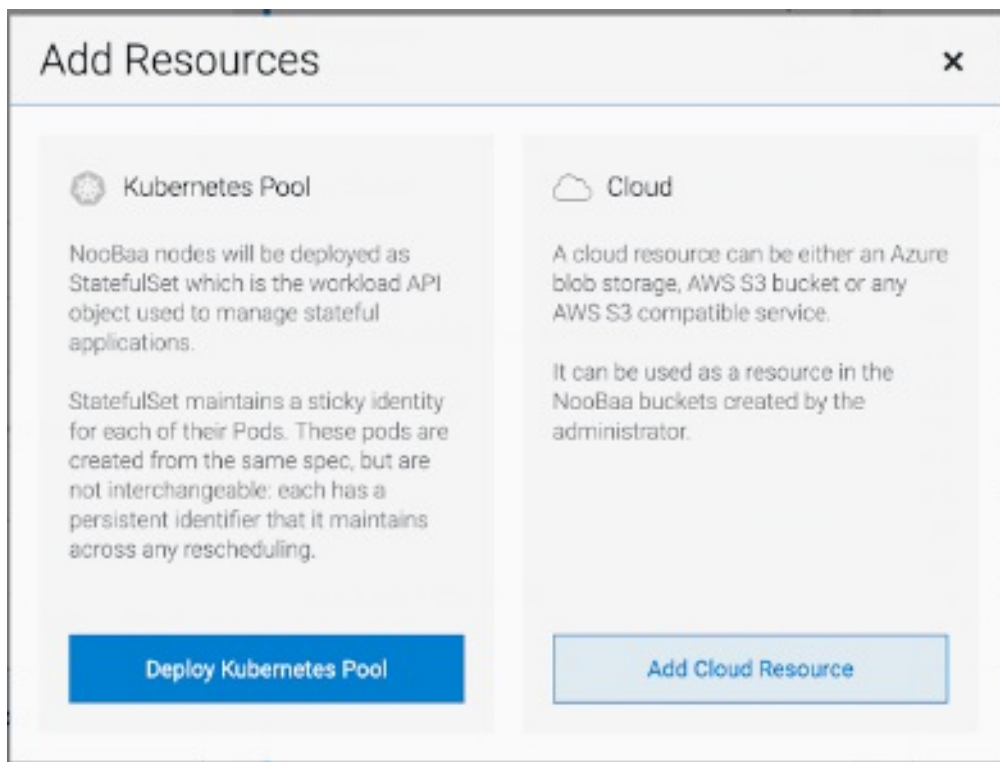 Add Resources
Kubernetes Pool
NooBaa nodes will be deployed as
StatefulSet which is the workload API
object used to manage stateful
applications.
StatefulSet maintains a sticky identity
for each of their Pods. These pods are
created from the same spec, but are
not interchangeable: each has a
persistent identifier that it maintains
across any rescheduling.
Deploy Kubernetes Pool
Cloud
A cloud resource can be either an Azure
blob storage, AWS S3 bucket or any
AWS S3 compatible service.
It can be used as a resource in the
NooBaa buckets created by the
administrator.
Add Cloud Resource